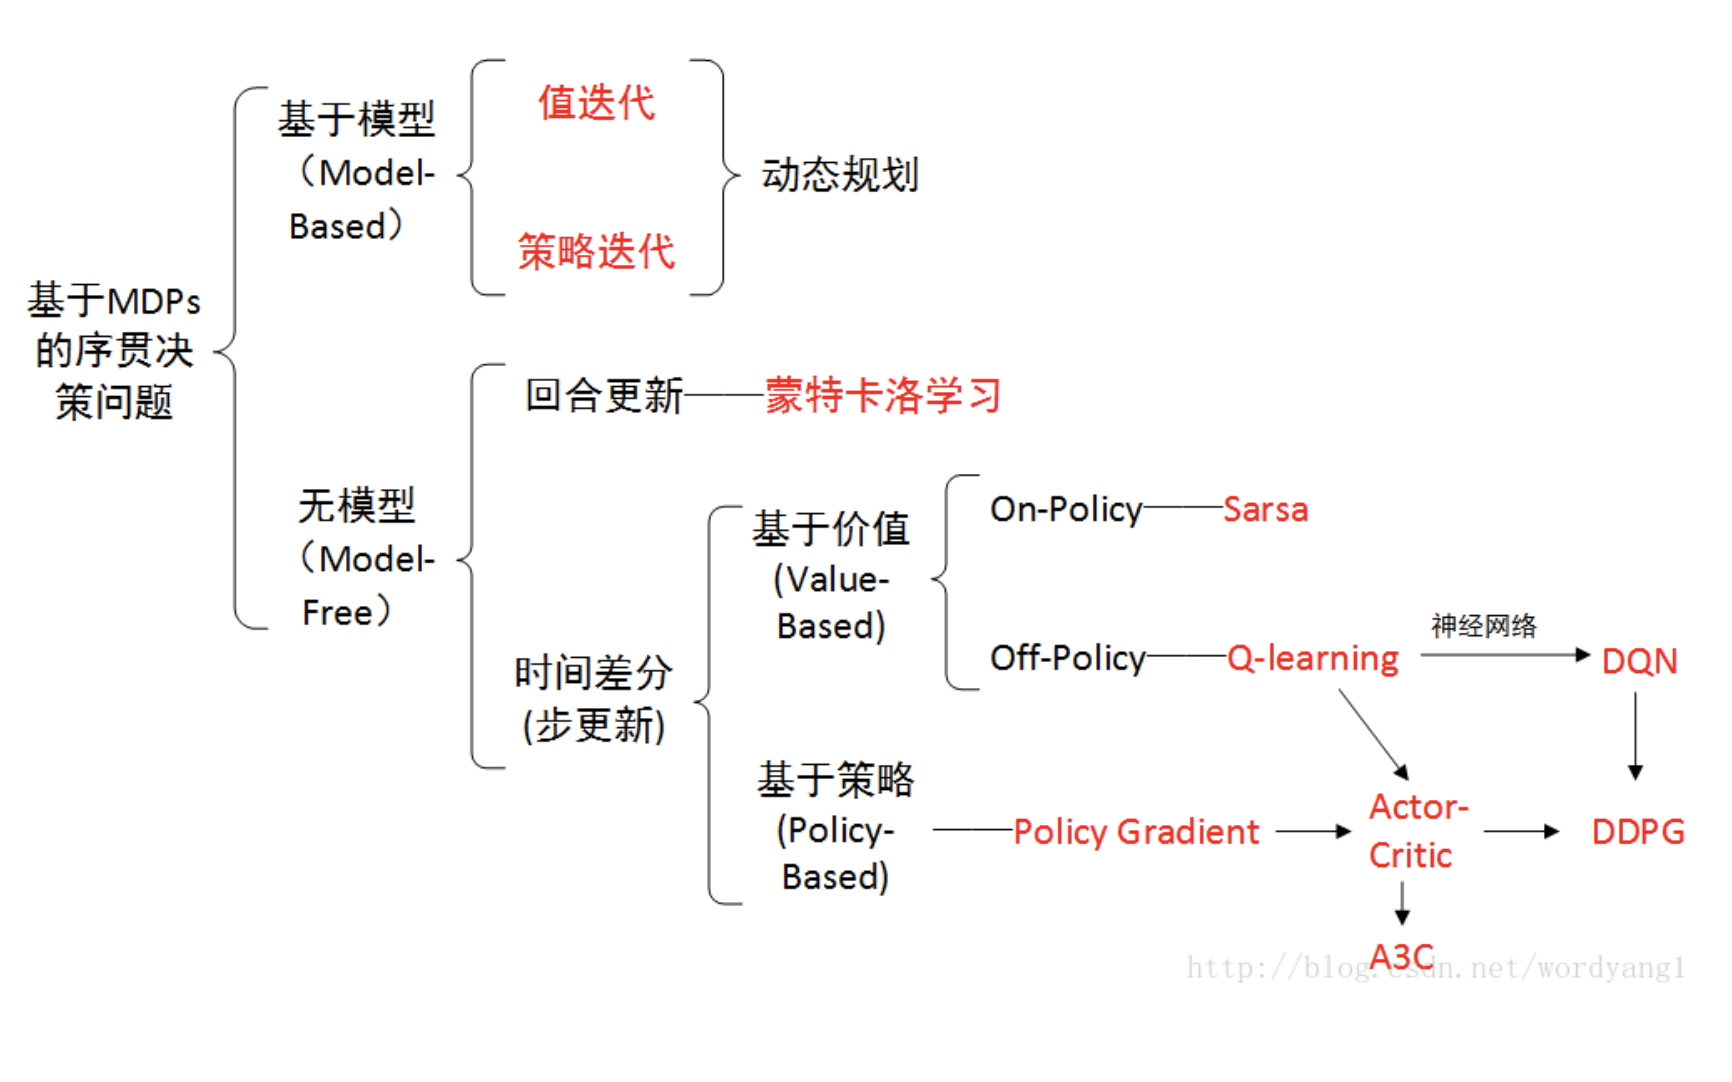 基于MDPs
的序贯决
策问题
基于模型
（Model-
Based）
值迭代
策略迭代
动态规划
无模型
（Model-
Free）
回合更新
蒙特卡洛学习
时间差分
(步更新)
基于价值
(Value-
Based)
On-Policy
Sarsa
Off-Policy
Q-learning
神经网络
DQN
基于策略
(Policy-
Based)
Policy Gradient
Actor-
Critic
DDPG
A3C
http://blog.csdn.net/wordyang1